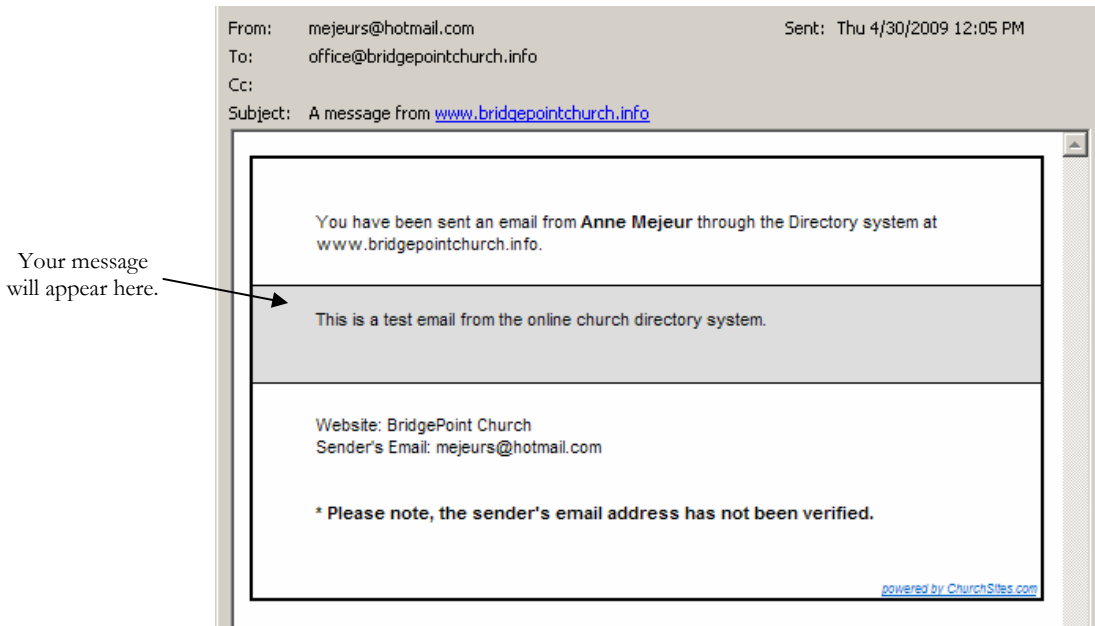 From: mejeurs@hotmail.com Sent: Thu 4/30/2009 12:05 PM
To: office@bridgepointchurch.info
Cc:
Subject: A message from www.bridgepointchurch.info
You have been sent an email from Anne Mejeur through the Directory system at
www.bridgepointchurch.info.
Your message
will appear here.
This is a test email from the online church directory system.
Website: BridgePoint Church
Sender's Email: mejeurs@hotmail.com
* Please note, the sender's email address has not been verified.
powered by ChurchSites.com